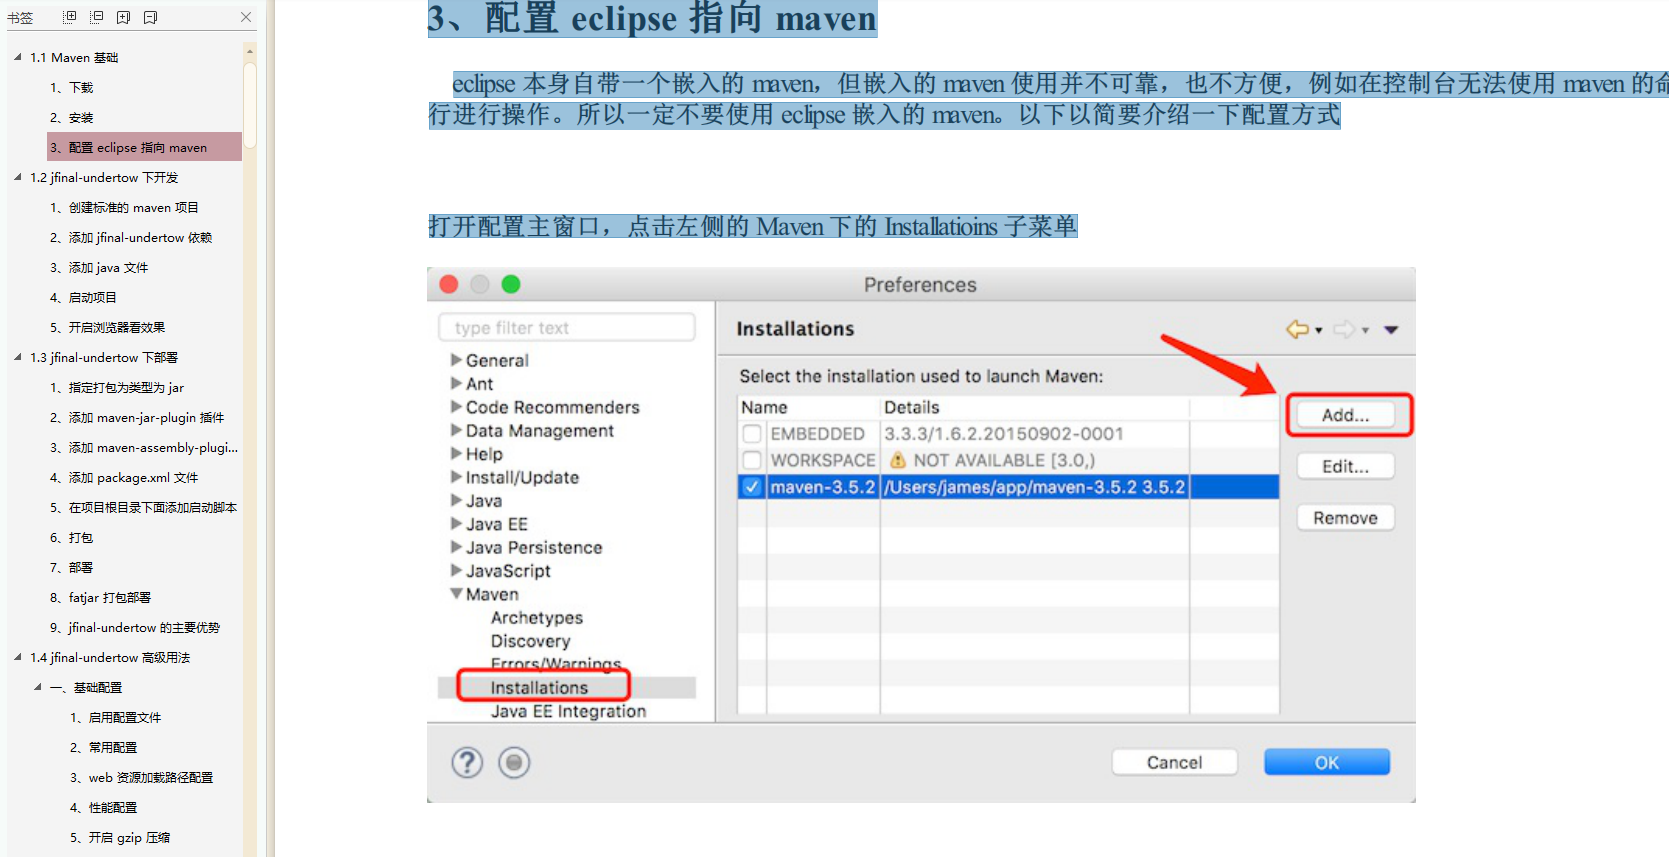 书签
1.1 Maven 基础
1、下载
2、安装
3、配置 eclipse 指向 maven
1.2 jfinal-undertow 下开发
1、创建标准的 maven 项目
2、添加 jfinal-undertow 依赖
3、添加 java 文件
4、启动项目
5、开启浏览器看效果
1.3 jfinal-undertow 下部署
1、指定打包为类型为 jar
2、添加 maven-jar-plugin 插件
3、添加 maven-assembly-plugi...
4、添加 package.xml 文件
5、在项目根目录下面添加启动脚本
6、打包
7、部署
8、fatjar 打包部署
9、jfinal-undertow 的主要优势
1.4 jfinal-undertow 高级用法
一、基础配置
1、启用配置文件
2、常用配置
3、web 资源加载路径配置
4、性能配置
5、开启 gzip 压缩
3、配置 eclipse 指向 maven
eclipse 本身自带一个嵌入的 maven，但嵌入的 maven 使用并不可靠，也不方便，例如在控制台无法使用 maven 的命
行进行操作。所以一定不要使用 eclipse 嵌入的 maven。以下以简要介绍一下配置方式
打开配置主窗口，点击左侧的 Maven 下的 Installatioins 子菜单
Preferences
type filter text
General
Ant
Code Recommenders
Data Management
Help
Install/Update
Java
Java EE
Java Persistence
JavaScript
Maven
Archetypes
Discovery
Errors/Warnings
Installations
Java EE Integration
Installations
Select the installation used to launch Maven:
Name Details
EMBEDDED 3.3.3/1.6.2.20150902-0001
WORKSPACE NOT AVAILABLE [3.0,)
maven-3.5.2 /Users/james/app/maven-3.5.2 3.5.2
Add...
Edit...
Remove
Cancel
OK